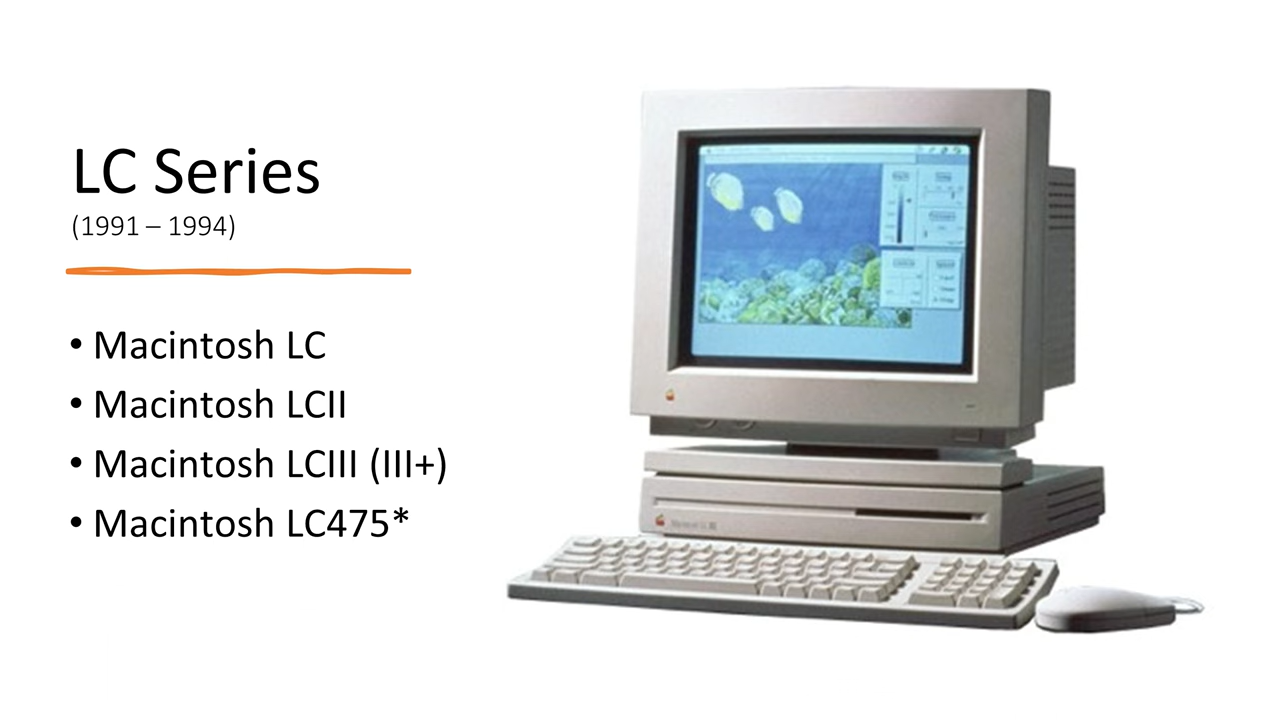 LC Series
(1991 – 1994)
• Macintosh LC
• Macintosh LCII
• Macintosh LCIII (III+)
• Macintosh LC475*